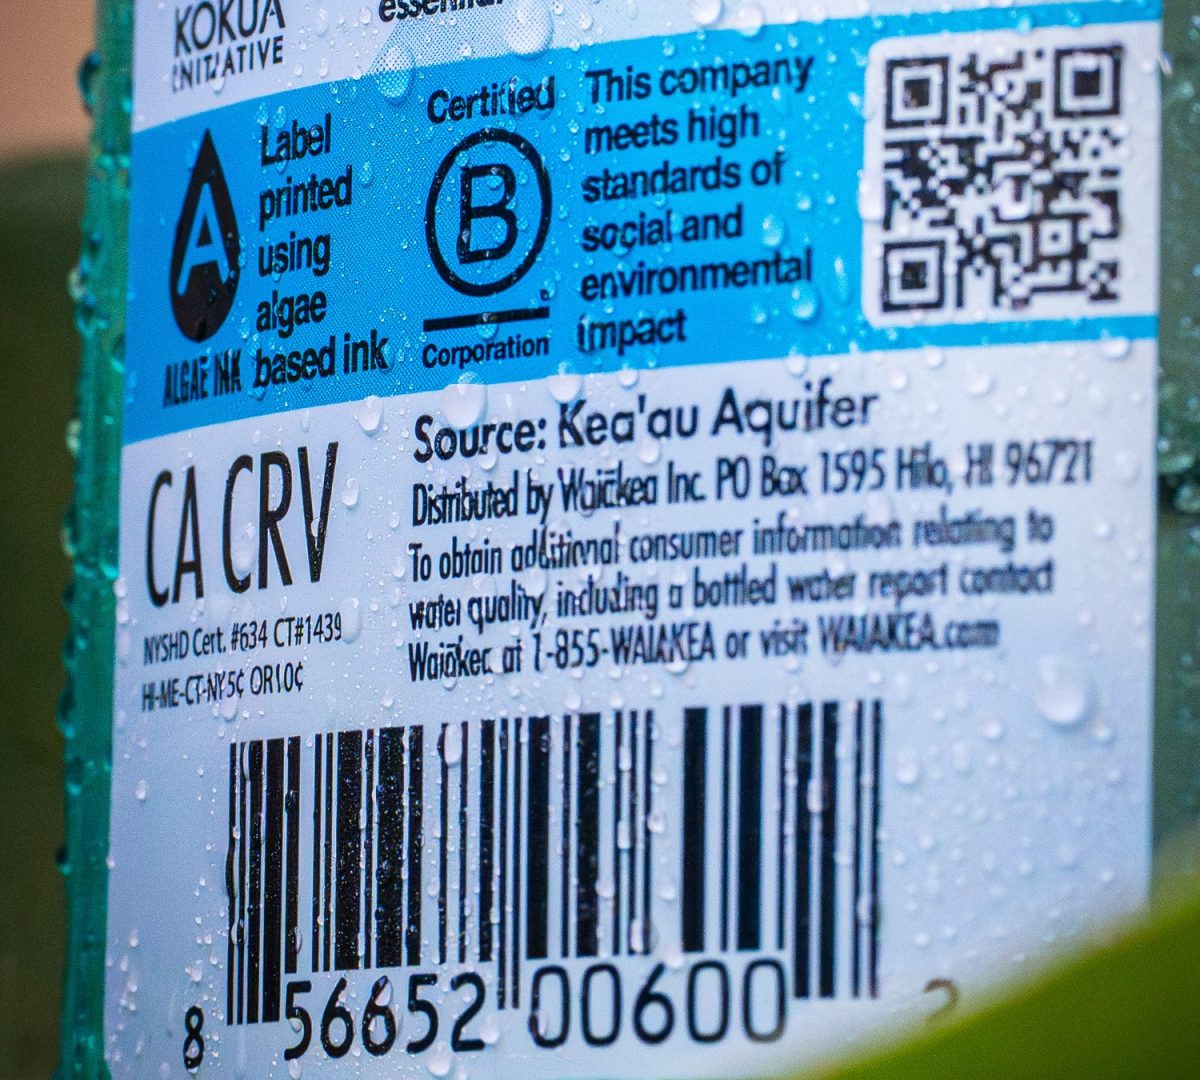 KOKUA
INITIATIVE
essential
A
ALGAE INK
Label
printed
using
algae
based ink
Certified
B
Corporation
This company
meets high
standards of
social and
environmental
impact
CA CRV
NYSHD Cert. #634 CT#1439
HI-ME-CT-NY5¢ OR10¢
Source: Kea'au Aquifer
Distributed by Waiākea Inc. PO Box 1595 Hilo, HI 96721
To obtain additional consumer information relating to
water quality, including a bottled water report contact
Waiākea at 1-855-WAIAKEA or visit WAIAKEA.com
8 56652 00600 2